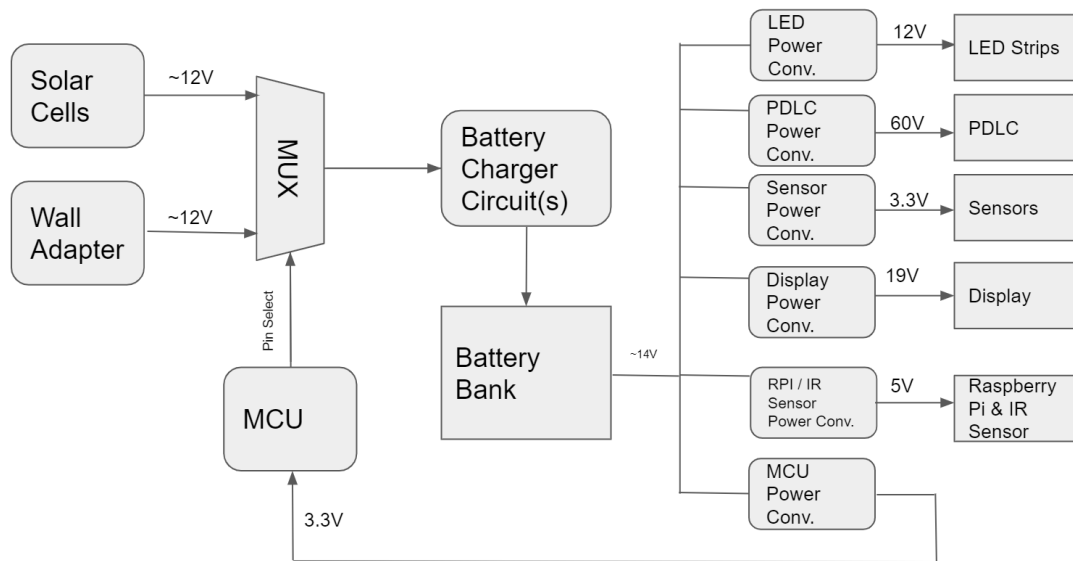 Solar
Cells
~12V
Wall
Adapter
~12V
MUX
Pin Select
MCU
3.3V
Battery
Charger
Circuit(s)
Battery
Bank
~14V
LED
Power
Conv.
12V
LED Strips
PDLC
Power
Conv.
60V
PDLC
Sensor
Power
Conv.
3.3V
Sensors
Display
Power
Conv.
19V
Display
RPI / IR
Sensor
Power Conv.
5V
Raspberry
Pi & IR
Sensor
MCU
Power
Conv.